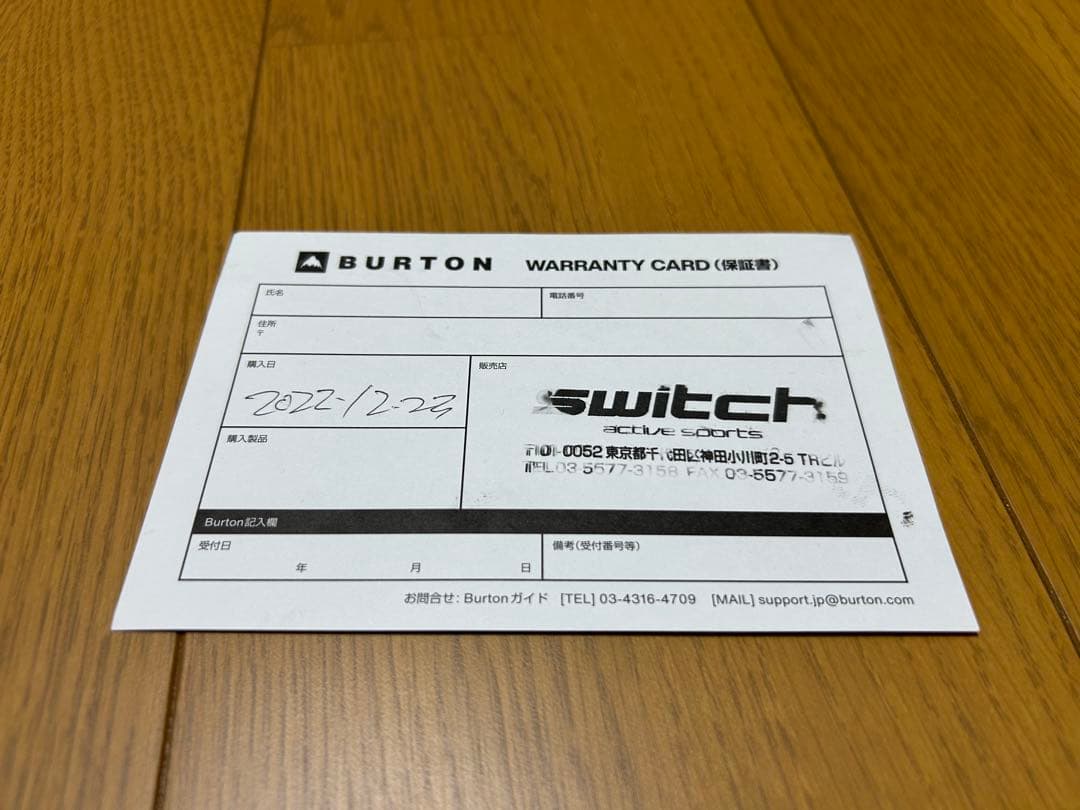 BURTON WARRANTY CARD(保証書)
氏名
電話番号
住所
〒
購入日
2022-12-23
販売店
switch
active sports
〒101-0052 東京都千代田区神田小川町2-5 TRビル
TEL 03-5577-3158 FAX 03-5577-3159
購入製品
Burton記入欄
受付日
年 月 日
備考(受付番号等)
お問合せ: Burtonガイド [TEL] 03-4316-4709 [MAIL] support.jp@burton.com